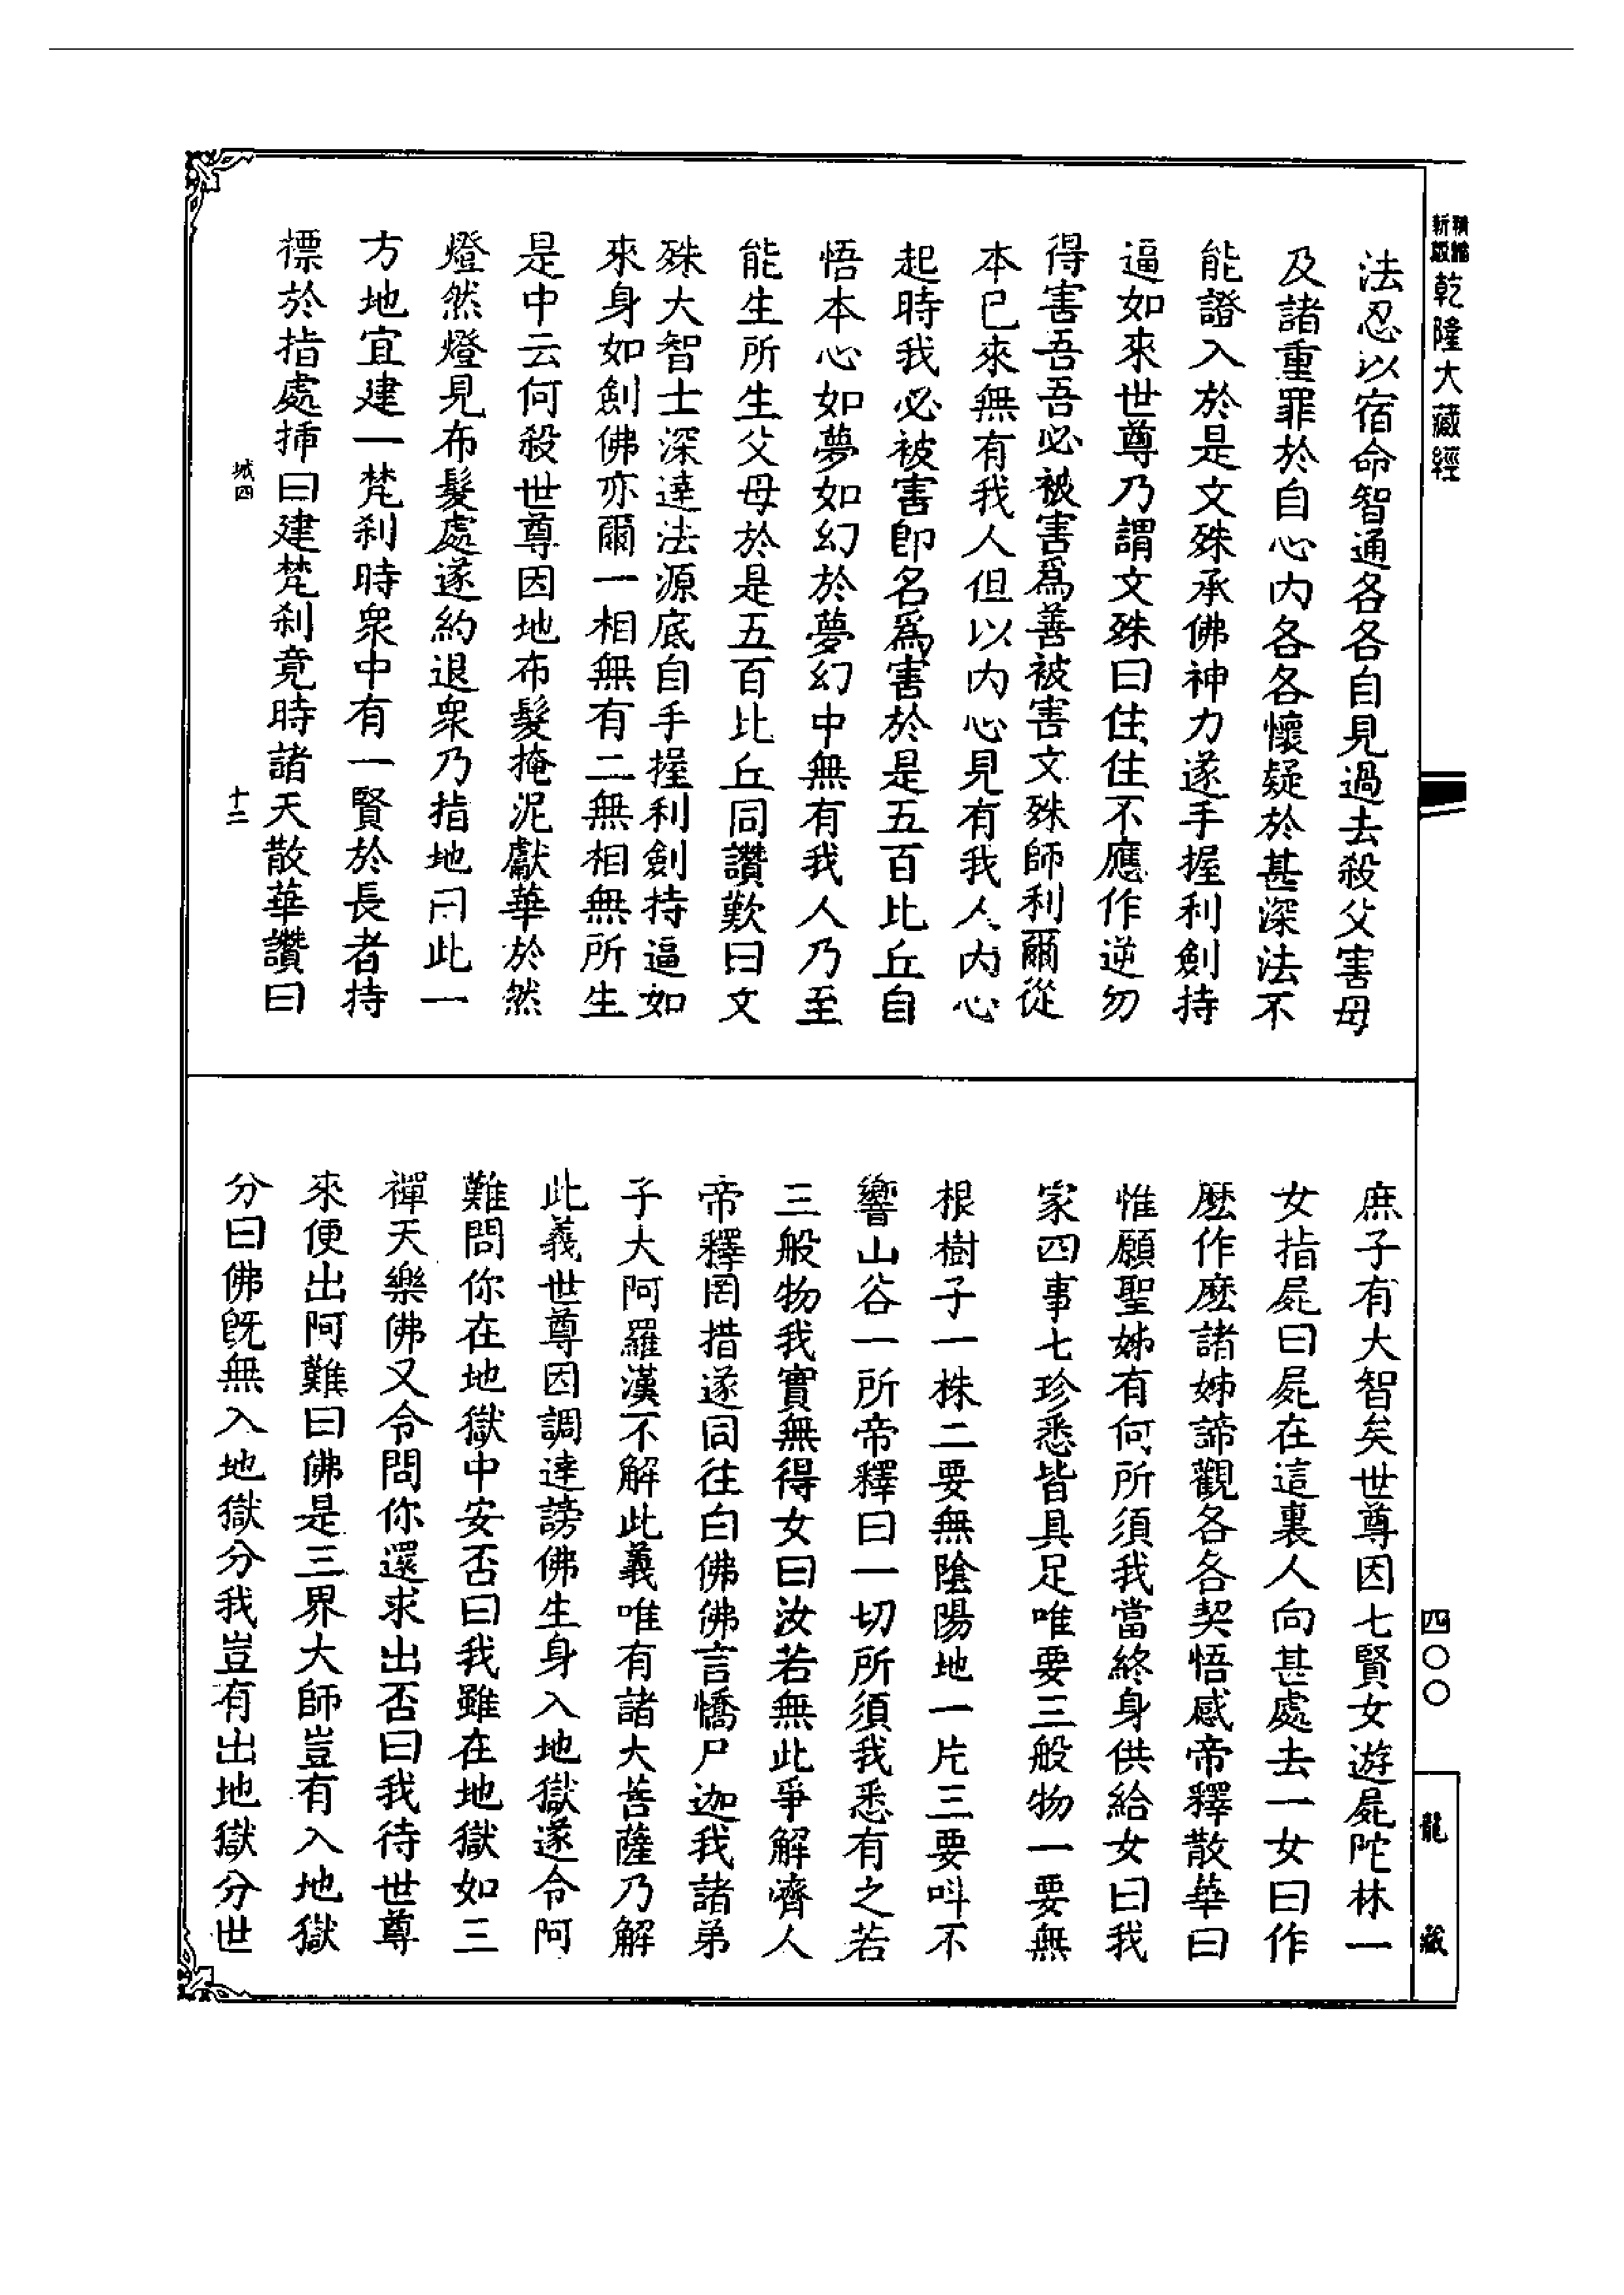 精縮新版乾隆大藏經
法忍以宿命智通各各自見過去殺父害母
及諸重罪於自心內各各懷疑於甚深法不
能證入於是文殊承佛神力遂手握利劍持
逼如來世尊乃謂文殊曰住住不應作逆勿
得害吾吾必被害爲善被害文殊師利爾從
本已來無有我人但以內心見有我人內心
起時我必被害即名爲害於是五百比丘自
悟本心如夢如幻於夢幻中無有我人乃至
能生所生父母於是五百比丘同讚歎曰文
殊大智士深達法源底自手握利劍持逼如
來身如劍佛亦爾一相無有二無相無所生
是中云何殺世尊因地布髮掩泥獻華於然
燈然燈見布髮處遂約退衆乃指地曰此一
方地宜建一梵刹時衆中有一賢於長者持
標於指處揷曰建梵刹竟時諸天散華讚曰
城四
十二
庶子有大智矣世尊因七賢女遊屍陀林一
女指屍曰屍在這裏人向甚處去一女曰作
麽作麽諸姊諦觀各各契悟感帝釋散華曰
惟願聖姊有何所須我當終身供給女曰我
家四事七珍悉皆具足唯要三般物一要無
根樹子一株二要無陰陽地一片三要叫不
響山谷一所帝釋曰一切所須我悉有之若
三般物我實無得女曰汝若無此爭解濟人
帝釋罔措遂同往白佛佛言憍尸迦我諸弟
子大阿羅漢不解此義唯有諸大菩薩乃解
此義世尊因調達謗佛生身入地獄遂令阿
難問你在地獄中安否曰我雖在地獄如三
禪天樂佛又令問你還求出否曰我待世尊
來便出阿難曰佛是三界大師豈有入地獄
分曰佛旣無入地獄分我豈有出地獄分世
四〇〇
龍藏